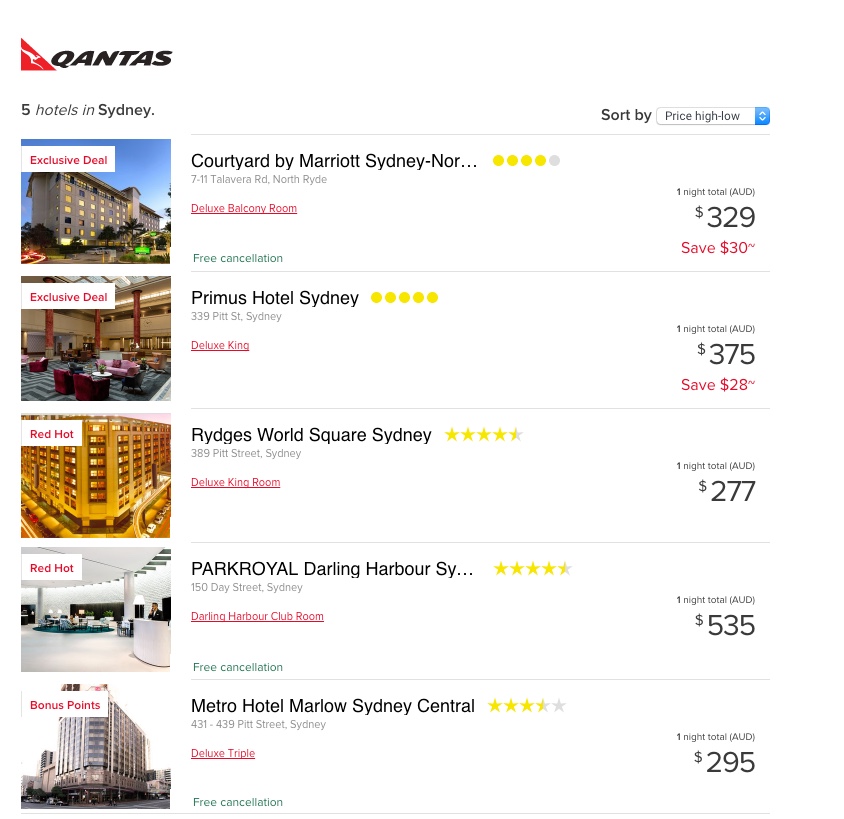 QANTAS
5 hotels in Sydney.
Sort by Price high-low
Exclusive Deal
Courtyard by Marriott Sydney-Nor...
7-11 Talavera Rd, North Ryde
Deluxe Balcony Room
Free cancellation
1 night total (AUD)
$329
Save $30~
Exclusive Deal
Primus Hotel Sydney
339 Pitt St, Sydney
Deluxe King
1 night total (AUD)
$375
Save $28~
Red Hot
Rydges World Square Sydney
389 Pitt Street, Sydney
Deluxe King Room
1 night total (AUD)
$277
Red Hot
PARKROYAL Darling Harbour Sy...
150 Day Street, Sydney
Darling Harbour Club Room
Free cancellation
1 night total (AUD)
$535
Bonus Points
Metro Hotel Marlow Sydney Central
431 - 439 Pitt Street, Sydney
Deluxe Triple
Free cancellation
1 night total (AUD)
$295